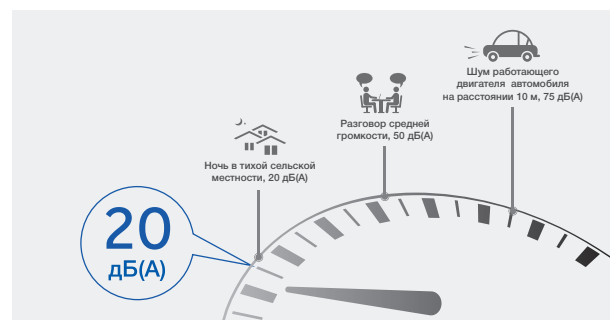 Шум работающего
двигателя автомобиля
на расстоянии 10 м, 75 дБ(А)
Разговор средней
громкости, 50 дБ(А)
Ночь в тихой сельской
местности, 20 дБ(А)
20
дБ(А)